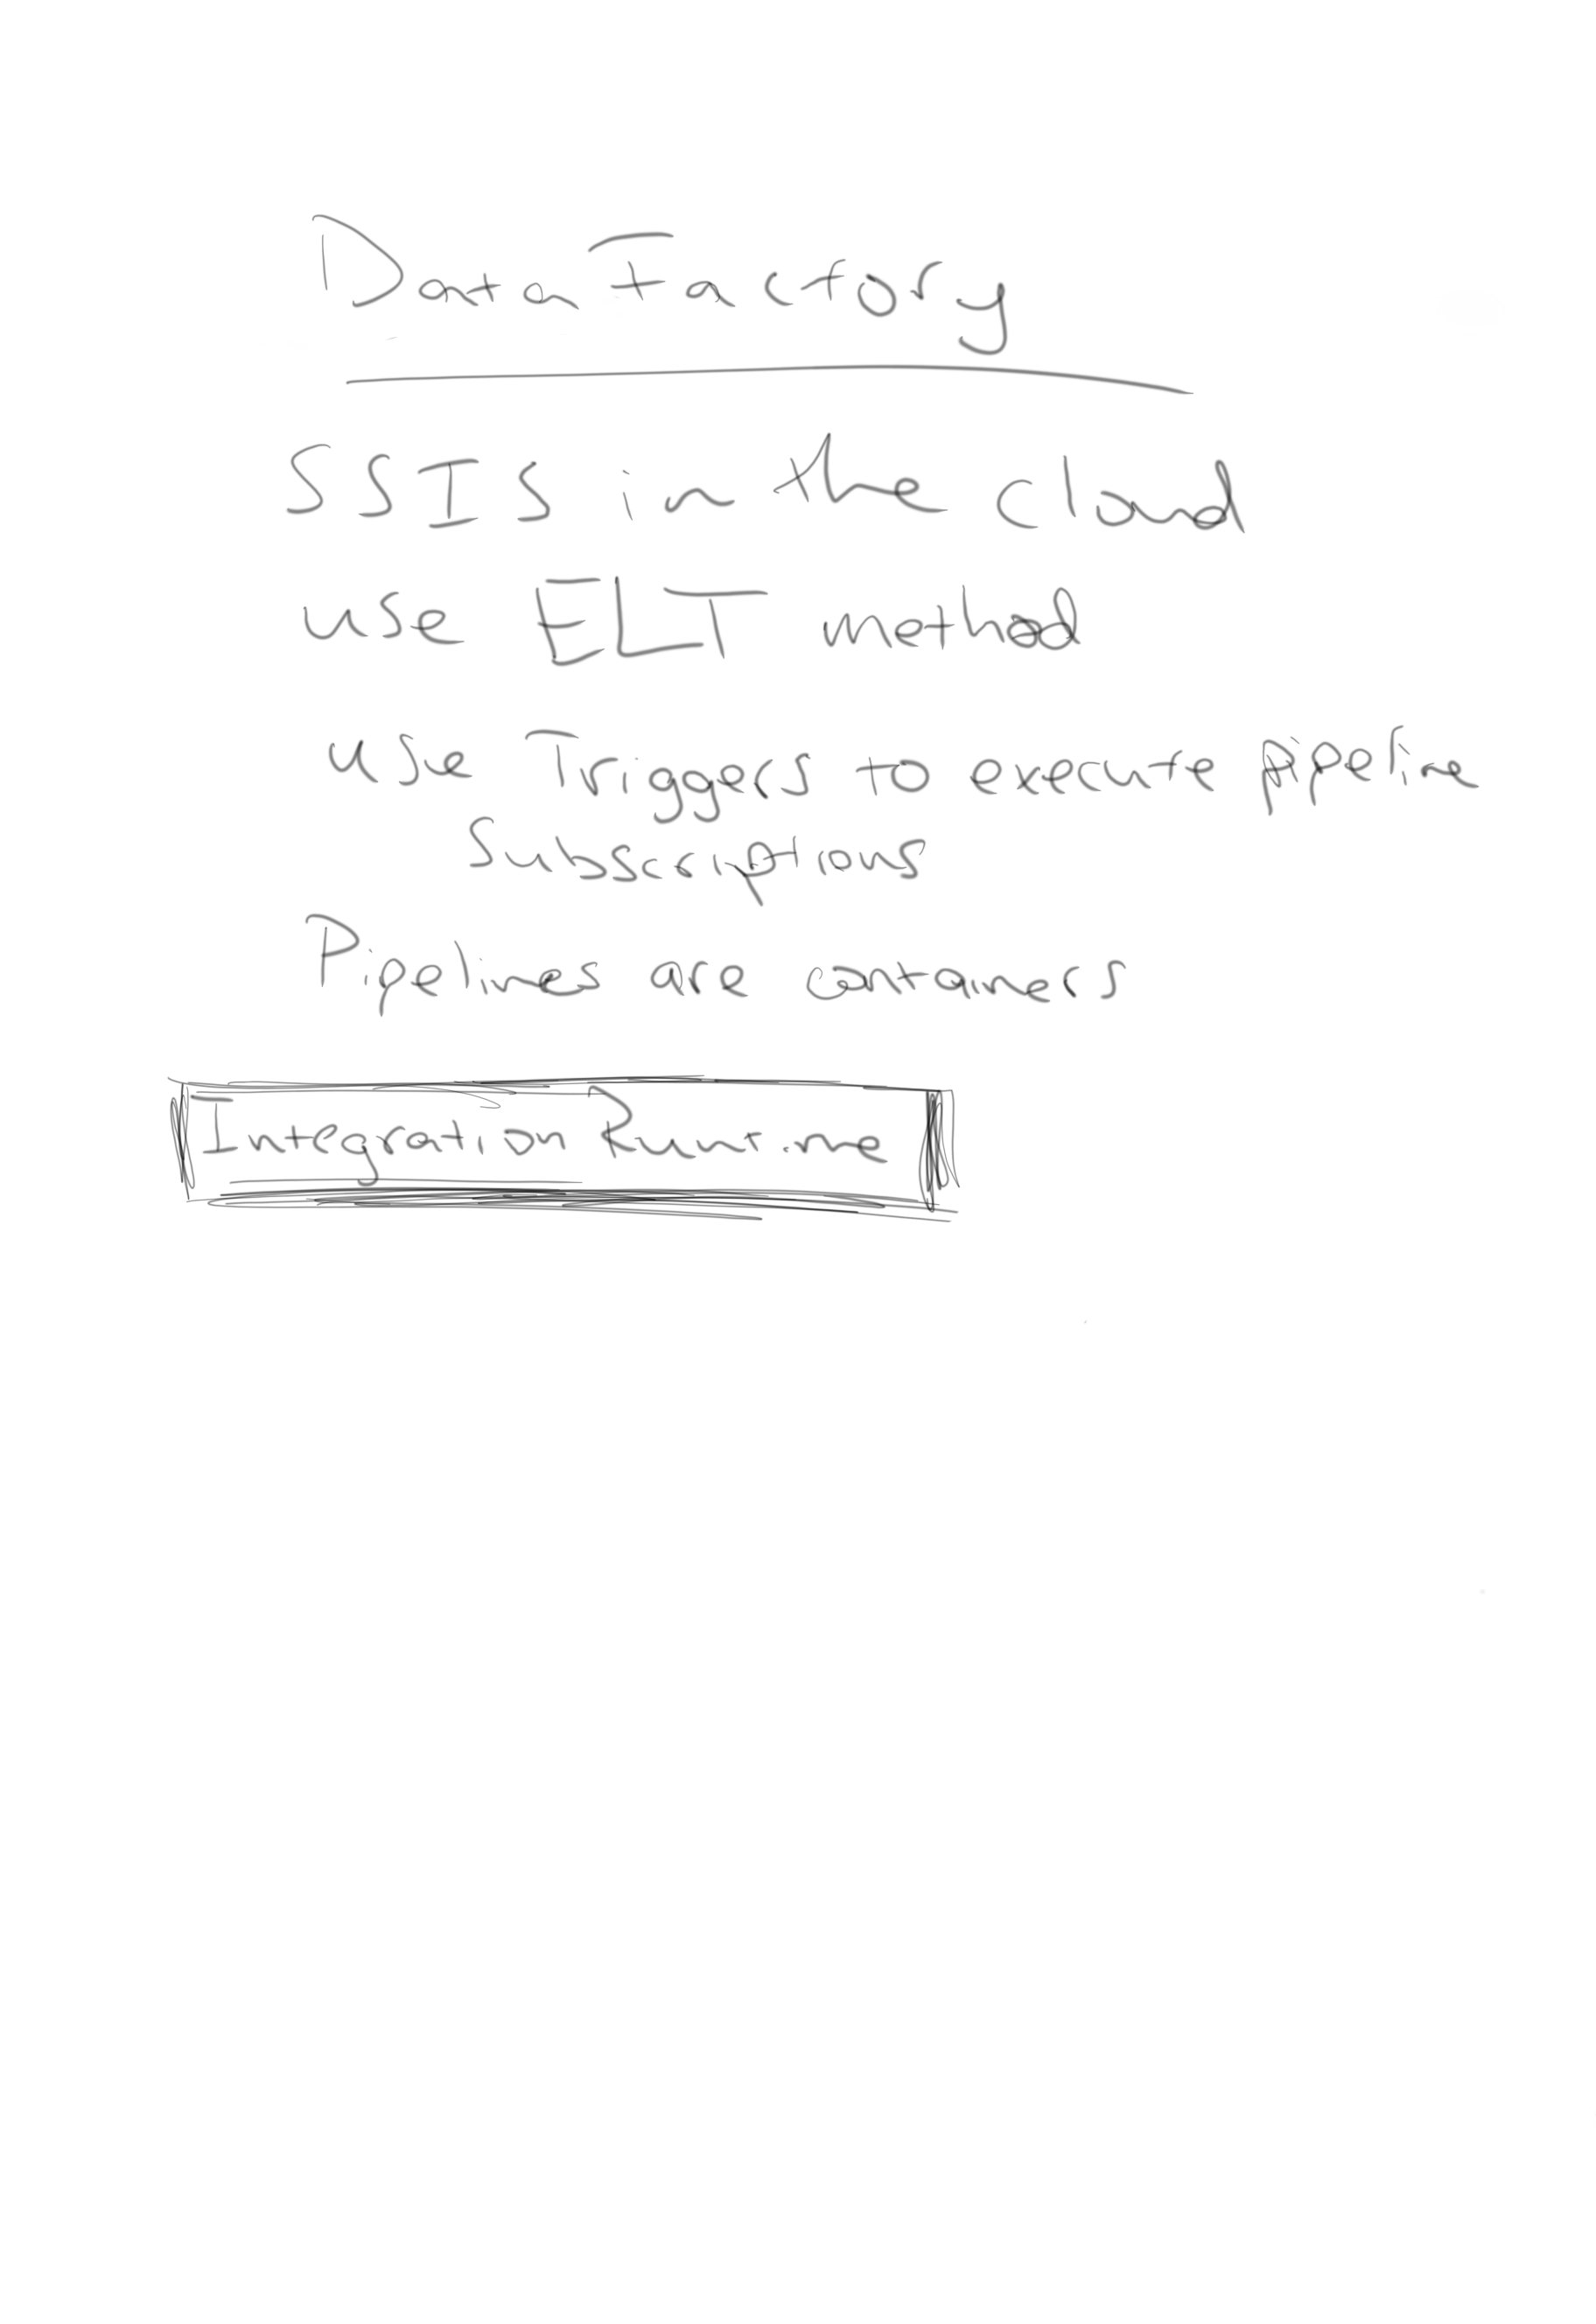 Data Factory
SSIS in the cloud
use ELT method
use Triggers to execute pipeline
Subscriptions
Pipelines are containers
Integration Runtime